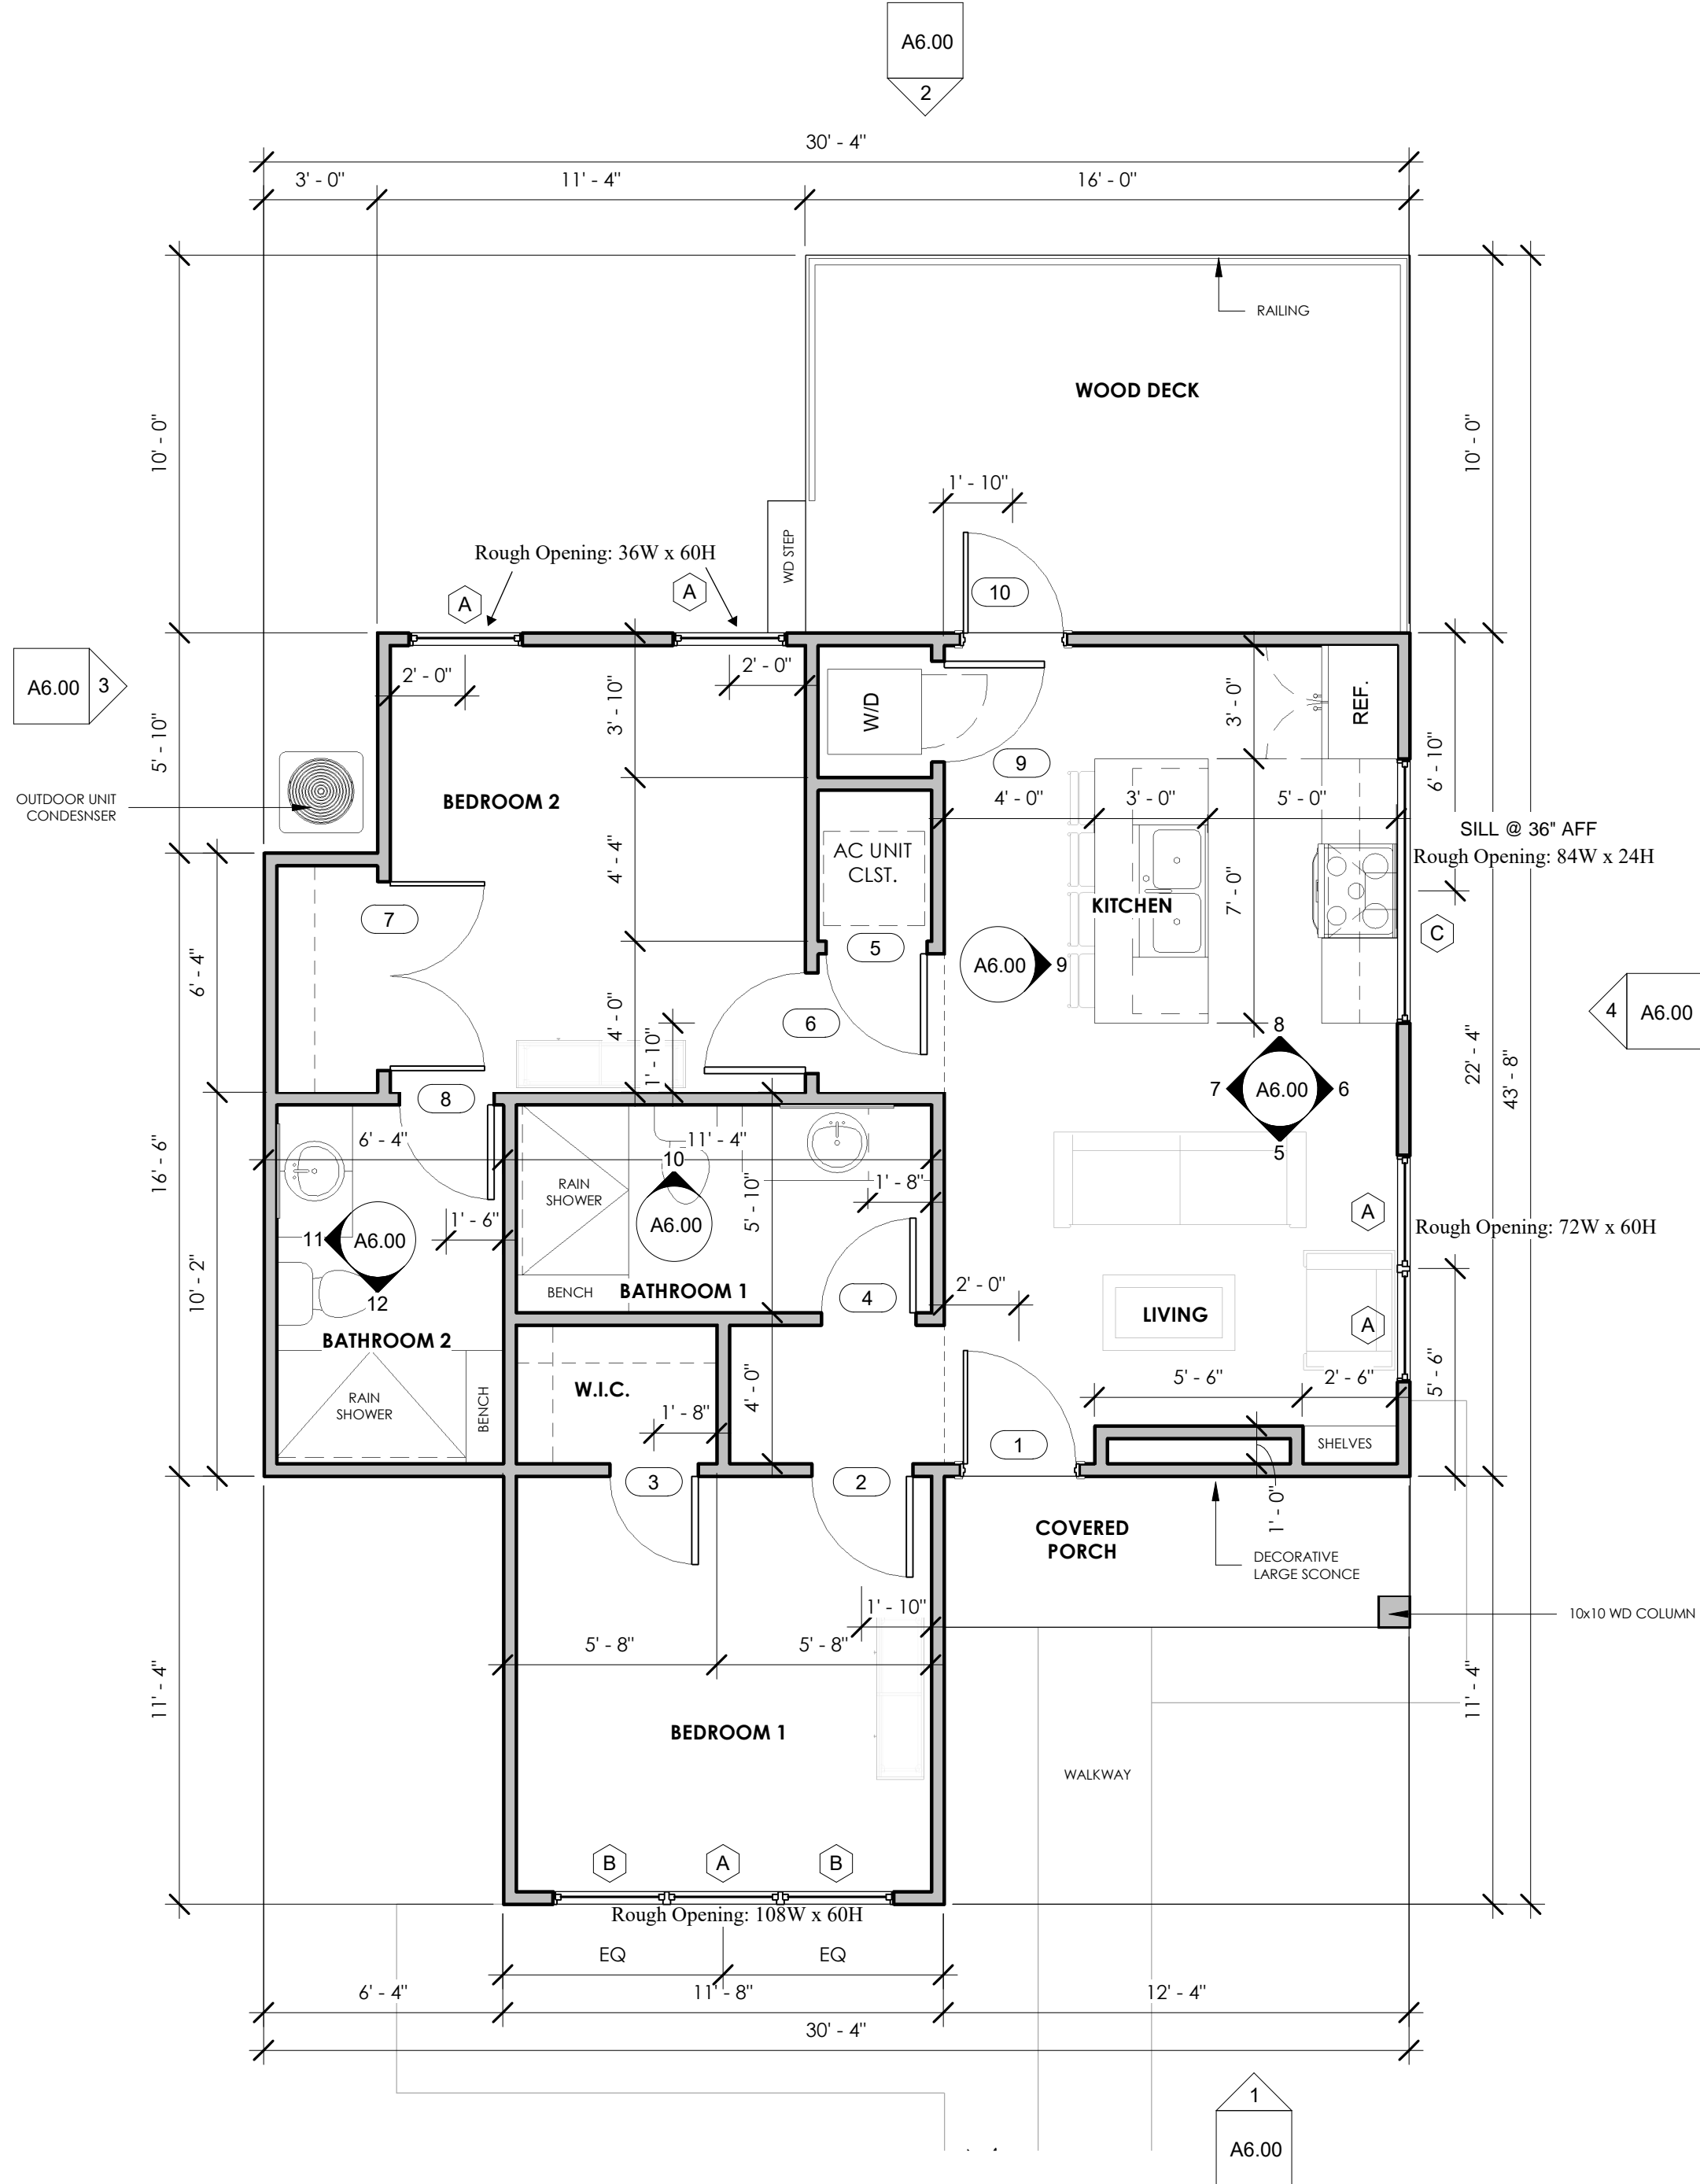 A6.00
2
30' - 4"
3' - 0"
11' - 4"
16' - 0"
RAILING
WOOD DECK
10' - 0"
10' - 0"
1' - 10"
WD STEP
Rough Opening: 36W x 60H
A
A
10
A6.00
3
2' - 0"
2' - 0"
3' - 10"
W/D
3' - 0"
REF.
5' - 10"
6' - 10"
9
OUTDOOR UNIT
CONDESNSER
BEDROOM 2
4' - 0"
3' - 0"
5' - 0"
SILL @ 36" AFF
Rough Opening: 84W x 24H
4' - 4"
AC UNIT
CLST.
7' - 0"
KITCHEN
7
5
C
6' - 4"
A6.00
9
4
A6.00
4' - 0"
1' - 10"
6
8
22' - 4"
43' - 8"
8
7
A6.00
6
5
16' - 6"
6' - 4"
11' - 4"
10
RAIN
SHOWER
5' - 10"
1' - 8"
A
Rough Opening: 72W x 60H
1' - 6"
A6.00
11
A6.00
12
10' - 2"
BENCH
BATHROOM 1
4
2' - 0"
LIVING
A
BATHROOM 2
W.I.C.
4' - 0"
5' - 6"
2' - 6"
5' - 6"
RAIN
SHOWER
BENCH
1' - 8"
1
SHELVES
3
2
1' - 0"
COVERED
PORCH
DECORATIVE
LARGE SCONCE
1' - 10"
10x10 WD COLUMN
5' - 8"
5' - 8"
11' - 4"
11' - 4"
BEDROOM 1
WALKWAY
B
A
B
Rough Opening: 108W x 60H
EQ
EQ
6' - 4"
11' - 8"
12' - 4"
30' - 4"
1
A6.00